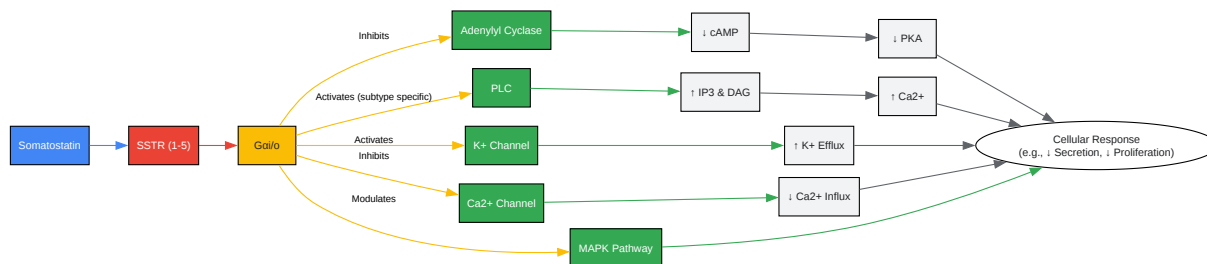 Somatostatin
SSTR (1-5)
Gαi/o
Inhibits
Activates (subtype specific)
Activates
Inhibits
Modulates
Adenylyl Cyclase
PLC
K+ Channel
Ca2+ Channel
MAPK Pathway
↓ cAMP
↑ IP3 & DAG
↑ K+ Efflux
↓ Ca2+ Influx
↓ PKA
↑ Ca2+
Cellular Response
(e.g., ↓ Secretion, ↓ Proliferation)